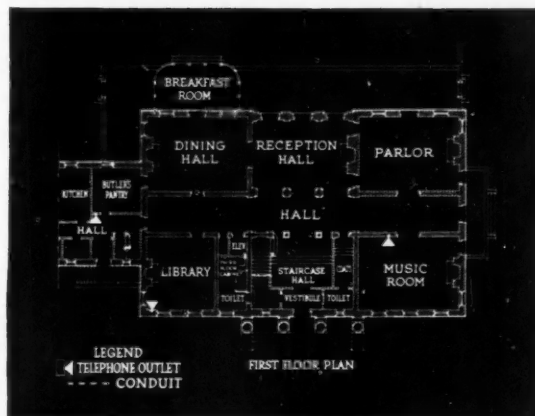 BREAKFAST
ROOM
DINING
HALL
RECEPTION
HALL
PARLOR
KITCHEN
BUTLER'S
PANTRY
HALL
HALL
ELEV
LIBRARY
STAIRCASE
HALL
MUSIC
ROOM
TOILET
VESTIBULE
TOILET
LEGEND
TELEPHONE OUTLET
CONDUIT
FIRST FLOOR PLAN